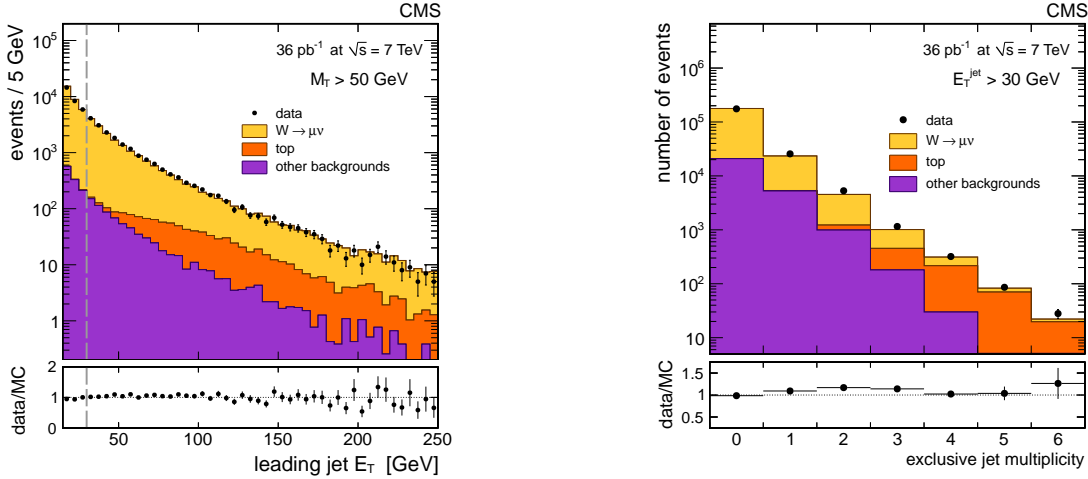 CMS
events / 5 GeV
10⁵
10⁴
10³
10²
10
1
36 pb⁻¹ at √s = 7 TeV
M_T > 50 GeV
data
W → μν
top
other backgrounds
data/MC
2
1
0
50 100 150 200 250
leading jet E_T [GeV]
CMS
number of events
10⁶
10⁵
10⁴
10³
10²
10
36 pb⁻¹ at √s = 7 TeV
E_T^jet > 30 GeV
data
W → μν
top
other backgrounds
data/MC
1.5
1
0.5
0 1 2 3 4 5 6
exclusive jet multiplicity